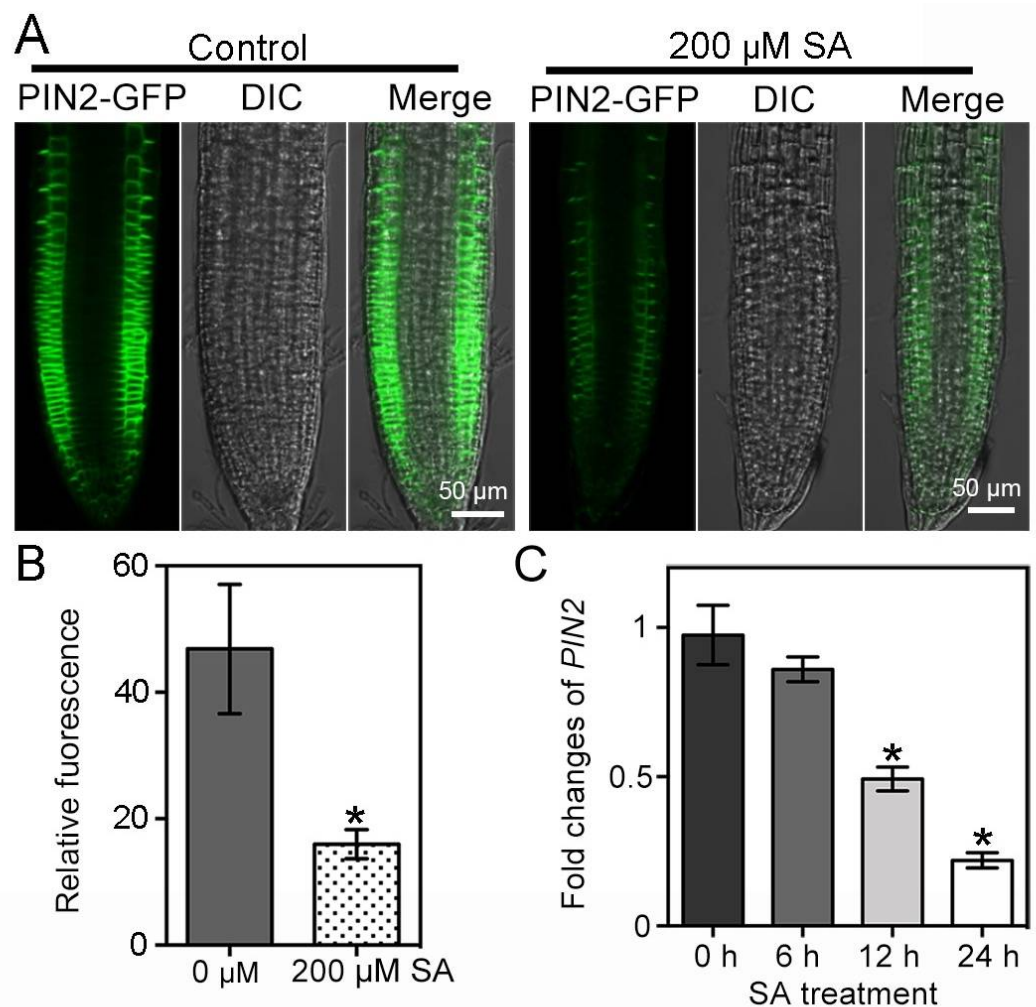 A
Control
200 µM SA
PIN2-GFP DIC Merge
PIN2-GFP DIC Merge
50 µm
50 µm
B
Relative fuorescence
60
40
20
0
0 µM
200 µM SA
*
C
Fold changes of PIN2
1
0.5
0
*
*
0 h 6 h 12 h 24 h
SA treatment